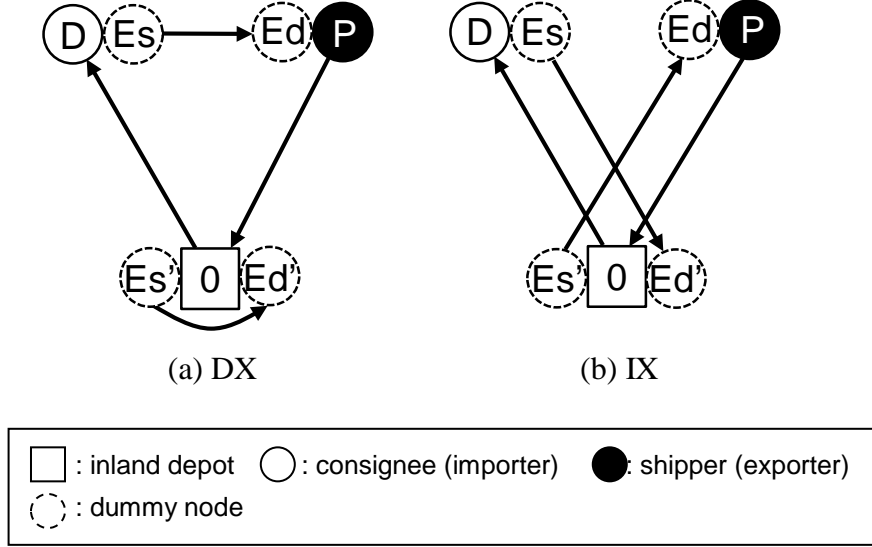 D Es Ed P D Es Ed P
Es' 0 Ed' Es' 0 Ed'
(a) DX (b) IX
: inland depot : consignee (importer) : shipper (exporter)
: dummy node